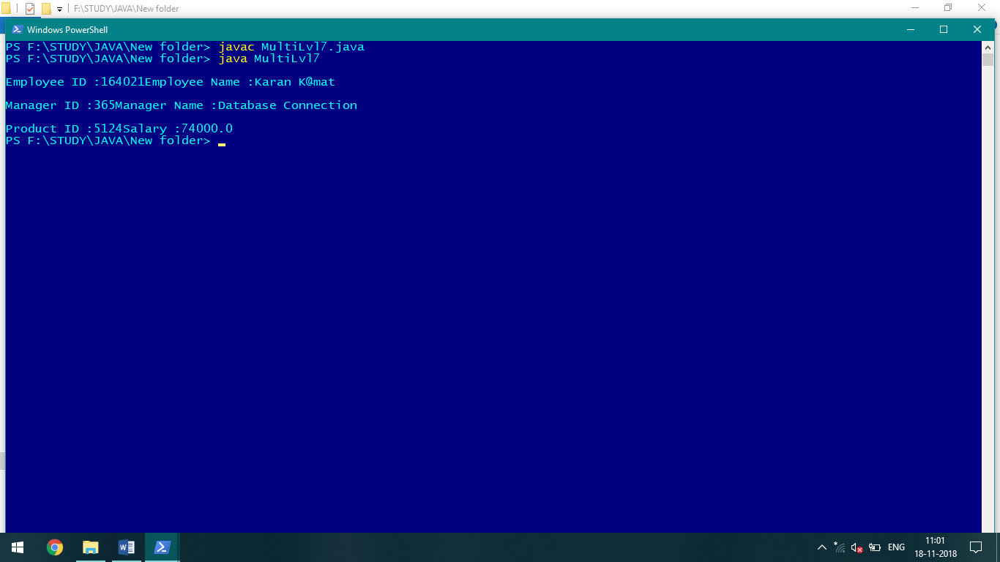 F:\STUDY\JAVA\New folder
Windows PowerShell
PS F:\STUDY\JAVA\New folder> javac MultiLvl7.java
PS F:\STUDY\JAVA\New folder> java MultiLvl7
Employee ID :164021Employee Name :Karan K@mat
Manager ID :365Manager Name :Database Connection
Product ID :5124Salary :74000.0
PS F:\STUDY\JAVA\New folder>
ENG
11:01
18-11-2018